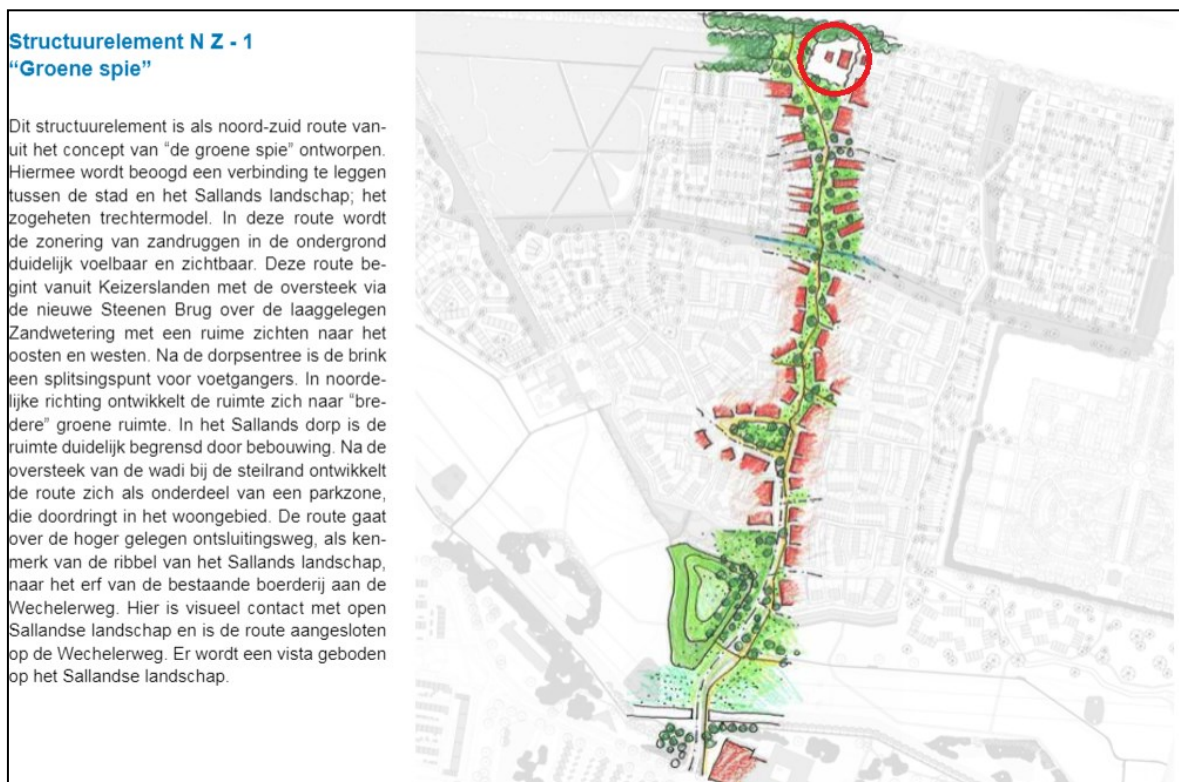 Structuurelement N Z - 1
“Groene spie”
Dit structuurelement is als noord-zuid route van-
uit het concept van “de groene spie” ontworpen.
Hiermee wordt beoogd een verbinding te leggen
tussen de stad en het Sallands landschap; het
zogeheten trechtermodel. In deze route wordt
de zonering van zandruggen in de ondergrond
duidelijk voelbaar en zichtbaar. Deze route be-
gint vanuit Keizerslanden met de oversteek via
de nieuwe Steenen Brug over de laaggelegen
Zandwetering met een ruime zichten naar het
oosten en westen. Na de dorpsentree is de brink
een splitsingspunt voor voetgangers. In noorde-
lijke richting ontwikkelt de ruimte zich naar “bre-
dere” groene ruimte. In het Sallands dorp is de
ruimte duidelijk begrensd door bebouwing. Na de
oversteek van de wadi bij de steilrand ontwikkelt
de route zich als onderdeel van een parkzone,
die doordringt in het woongebied. De route gaat
over de hoger gelegen ontsluitingsweg, als ken-
merk van de ribbel van het Sallands landschap,
naar het erf van de bestaande boerderij aan de
Wechelerweg. Hier is visueel contact met open
Sallandse landschap en is de route aangesloten
op de Wechelerweg. Er wordt een vista geboden
op het Sallandse landschap.